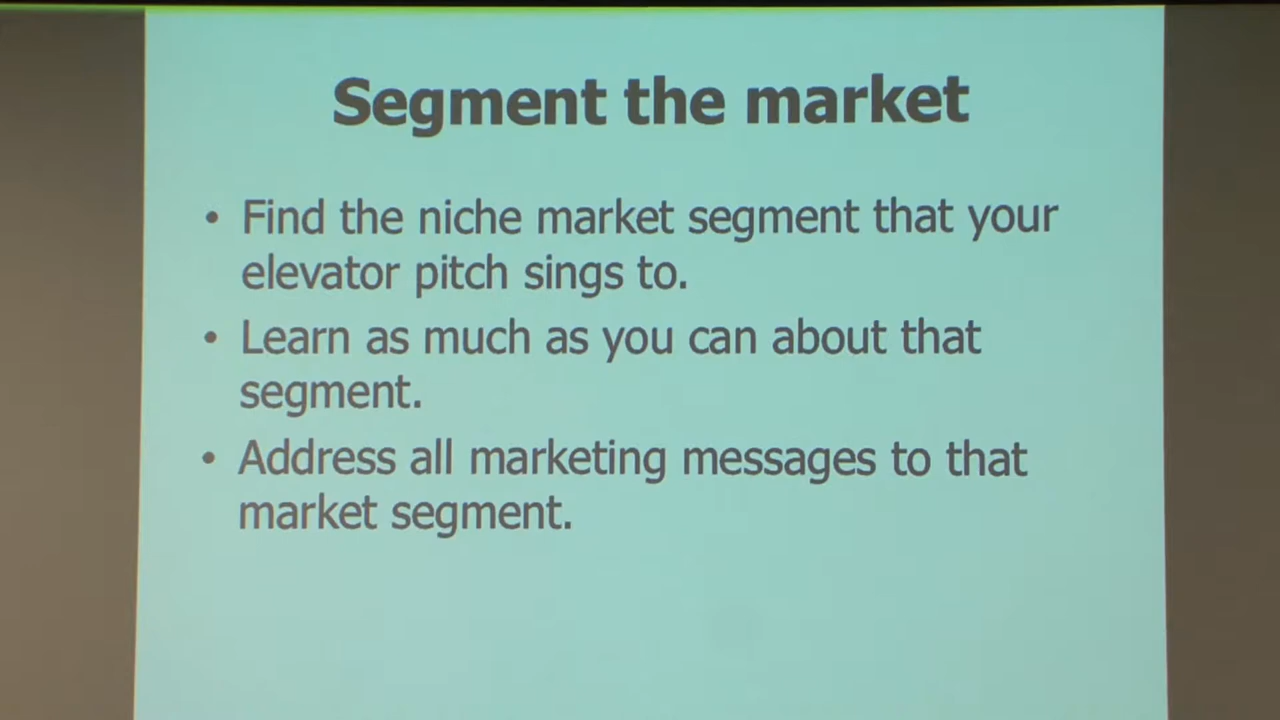 Segment the market
• Find the niche market segment that your
elevator pitch sings to.
• Learn as much as you can about that
segment.
• Address all marketing messages to that
market segment.